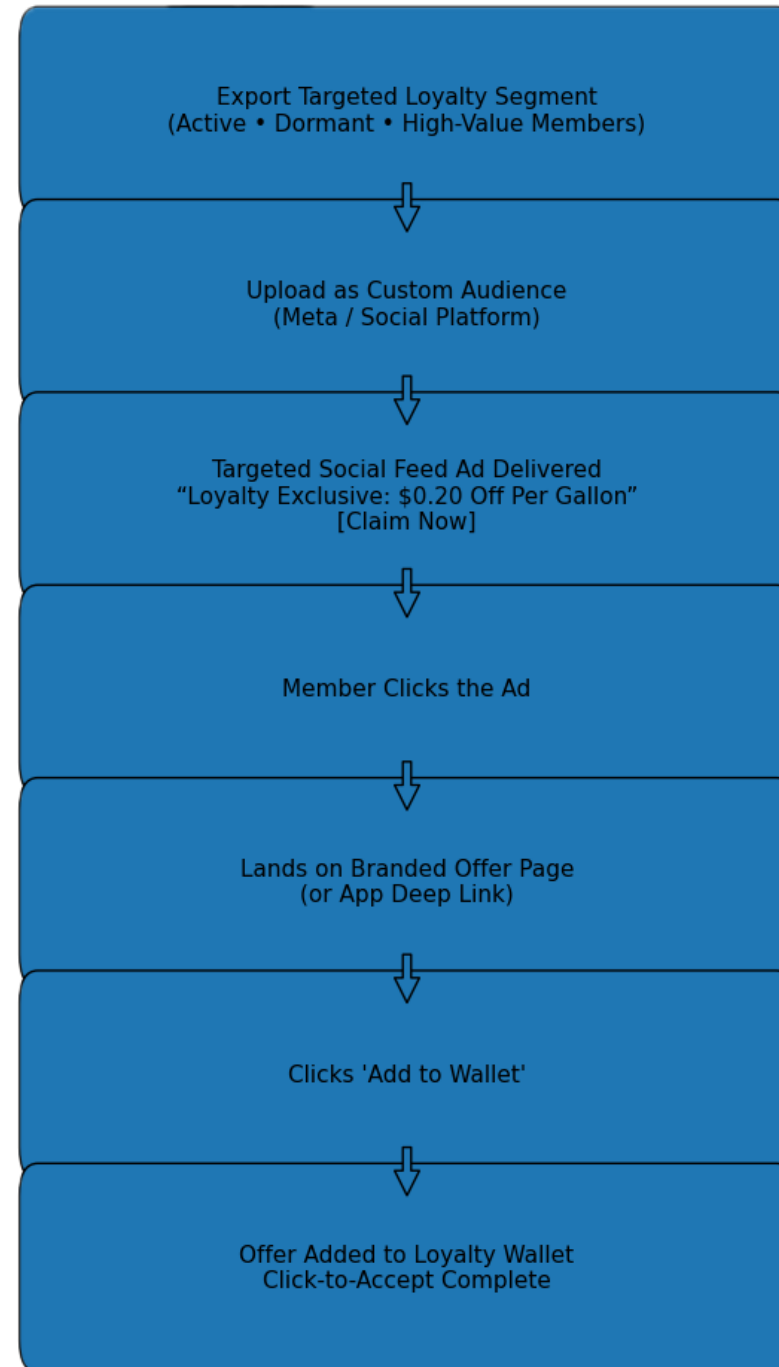 Export Targeted Loyalty Segment
(Active • Dormant • High-Value Members)
Upload as Custom Audience
(Meta / Social Platform)
Targeted Social Feed Ad Delivered
“Loyalty Exclusive: $0.20 Off Per Gallon”
[Claim Now]
Member Clicks the Ad
Lands on Branded Offer Page
(or App Deep Link)
Clicks 'Add to Wallet'
Offer Added to Loyalty Wallet
Click-to-Accept Complete